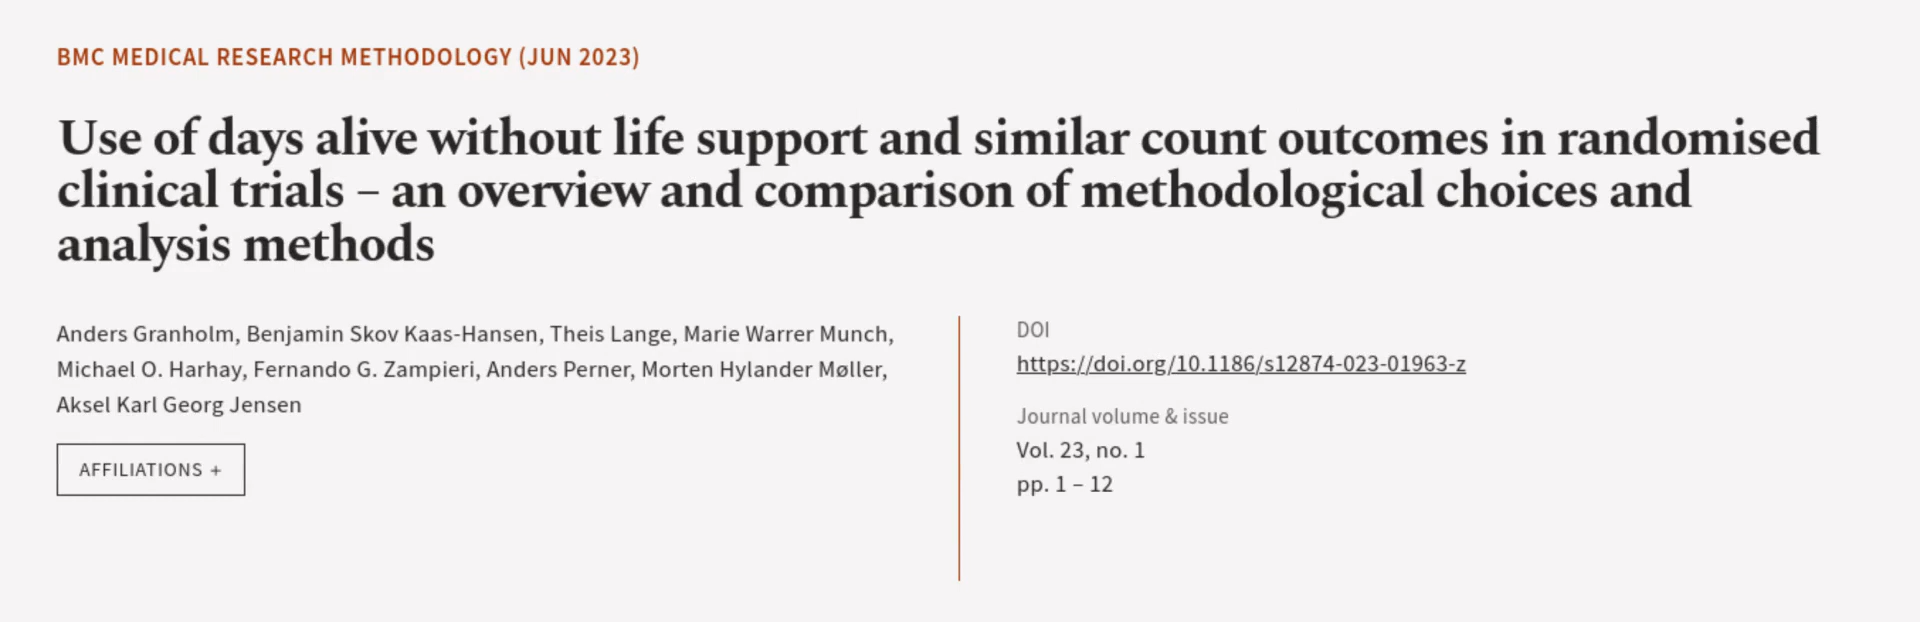 BMC MEDICAL RESEARCH METHODOLOGY (JUN 2023)
Use of days alive without life support and similar count outcomes in randomised
clinical trials – an overview and comparison of methodological choices and
analysis methods
Anders Granholm, Benjamin Skov Kaas-Hansen, Theis Lange, Marie Warrer Munch,
Michael O. Harhay, Fernando G. Zampieri, Anders Perner, Morten Hylander Møller,
Aksel Karl Georg Jensen
AFFILIATIONS +
DOI
https://doi.org/10.1186/s12874-023-01963-z
Journal volume & issue
Vol. 23, no. 1
pp. 1 – 12